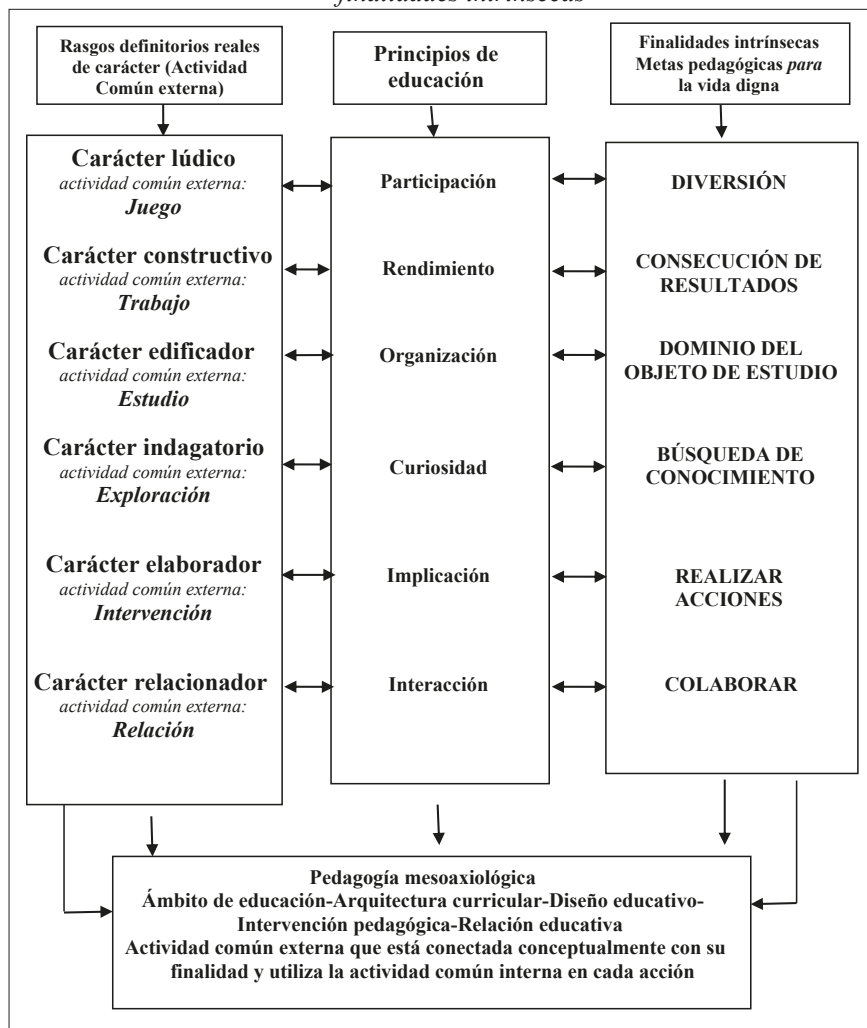 finalidades intrínsecas
Rasgos definitorios reales
de carácter (Actividad
Común externa)
Principios de
educación
Finalidades intrínsecas
Metas pedagógicas para
la vida digna
Carácter lúdico
actividad común externa:
Juego
Participación
DIVERSIÓN
Carácter constructivo
actividad común externa:
Trabajo
Rendimiento
CONSECUCIÓN DE
RESULTADOS
Carácter edificador
actividad común externa:
Estudio
Organización
DOMINIO DEL
OBJETO DE ESTUDIO
Carácter indagatorio
actividad común externa:
Exploración
Curiosidad
BÚSQUEDA DE
CONOCIMIENTO
Carácter elaborador
actividad común externa:
Intervención
Implicación
REALIZAR
ACCIONES
Carácter relacionador
actividad común externa:
Relación
Interacción
COLABORAR
Pedagogía mesoaxiológica
Ámbito de educación-Arquitectura curricular-Diseño educativo-
Intervención pedagógica-Relación educativa
Actividad común externa que está conectada conceptualmente con su
finalidad y utiliza la actividad común interna en cada acción